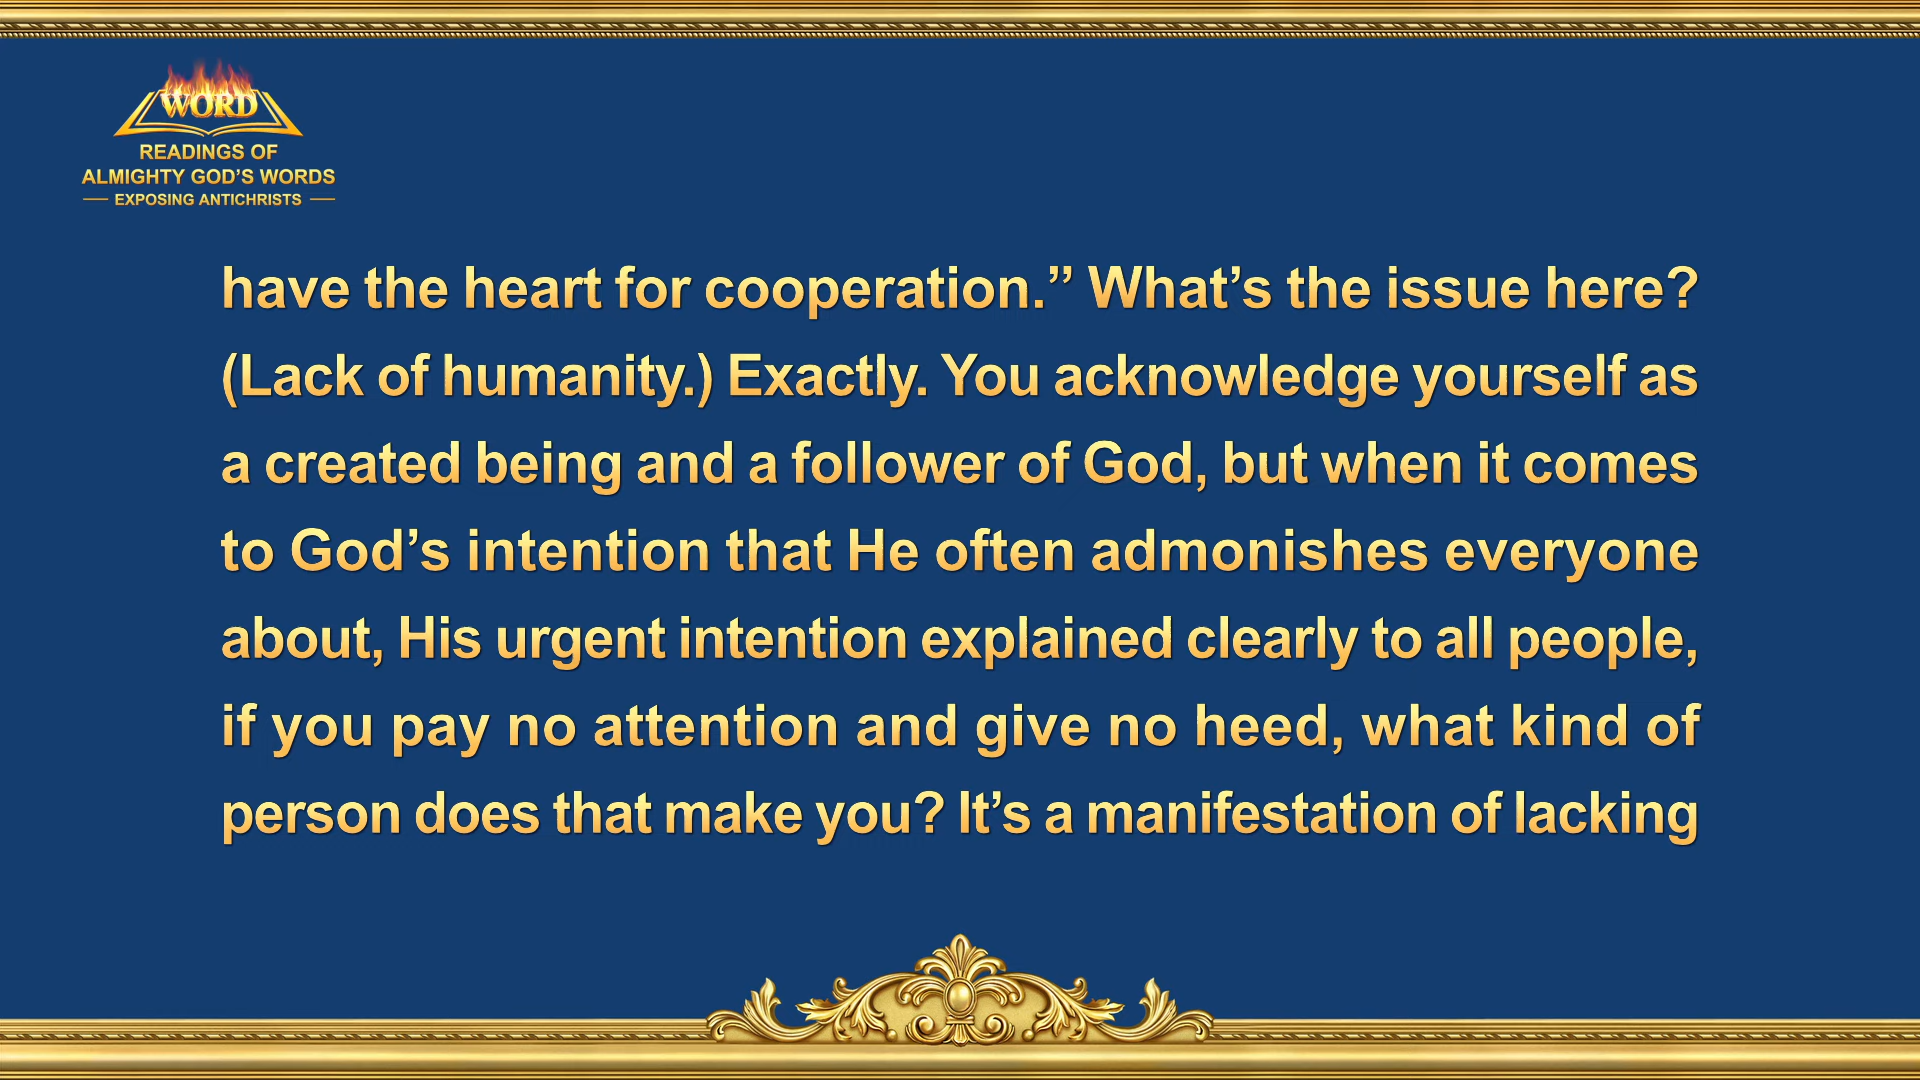 WORD
READINGS OF
ALMIGHTY GOD’S WORDS
EXPOSING ANTICHRISTS
have the heart for cooperation.” What’s the issue here?
(Lack of humanity.) Exactly. You acknowledge yourself as
a created being and a follower of God, but when it comes
to God’s intention that He often admonishes everyone
about, His urgent intention explained clearly to all people,
if you pay no attention and give no heed, what kind of
person does that make you? It’s a manifestation of lacking